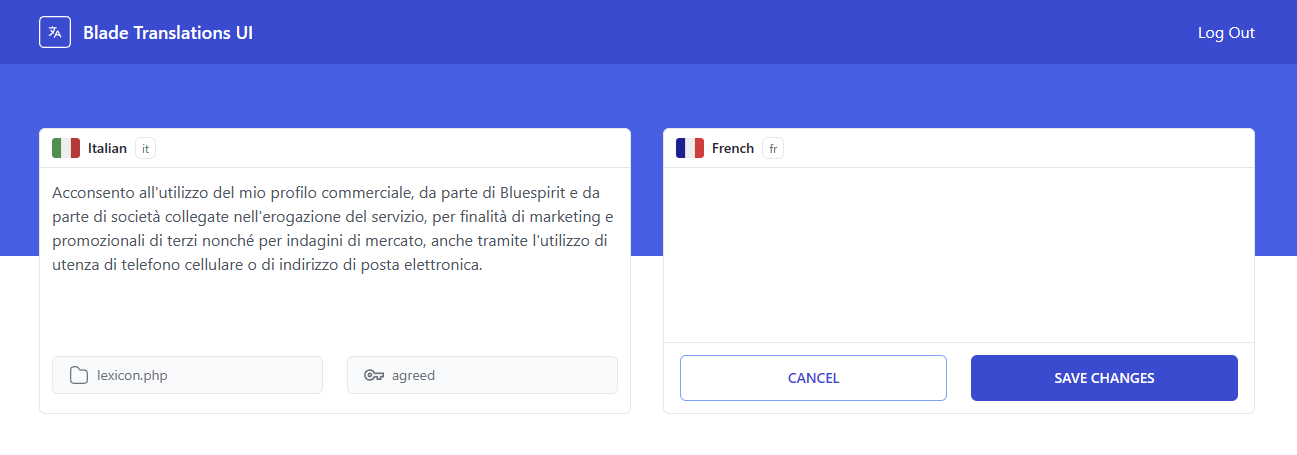 Blade Translations UI
Log Out
Italian it
Acconsento all'utilizzo del mio profilo commerciale, da parte di Bluespirit e da
parte di società collegate nell'erogazione del servizio, per finalità di marketing e
promozionali di terzi nonché per indagini di mercato, anche tramite l'utilizzo di
utenza di telefono cellulare o di indirizzo di posta elettronica.
lexicon.php
agreed
French fr
CANCEL
SAVE CHANGES